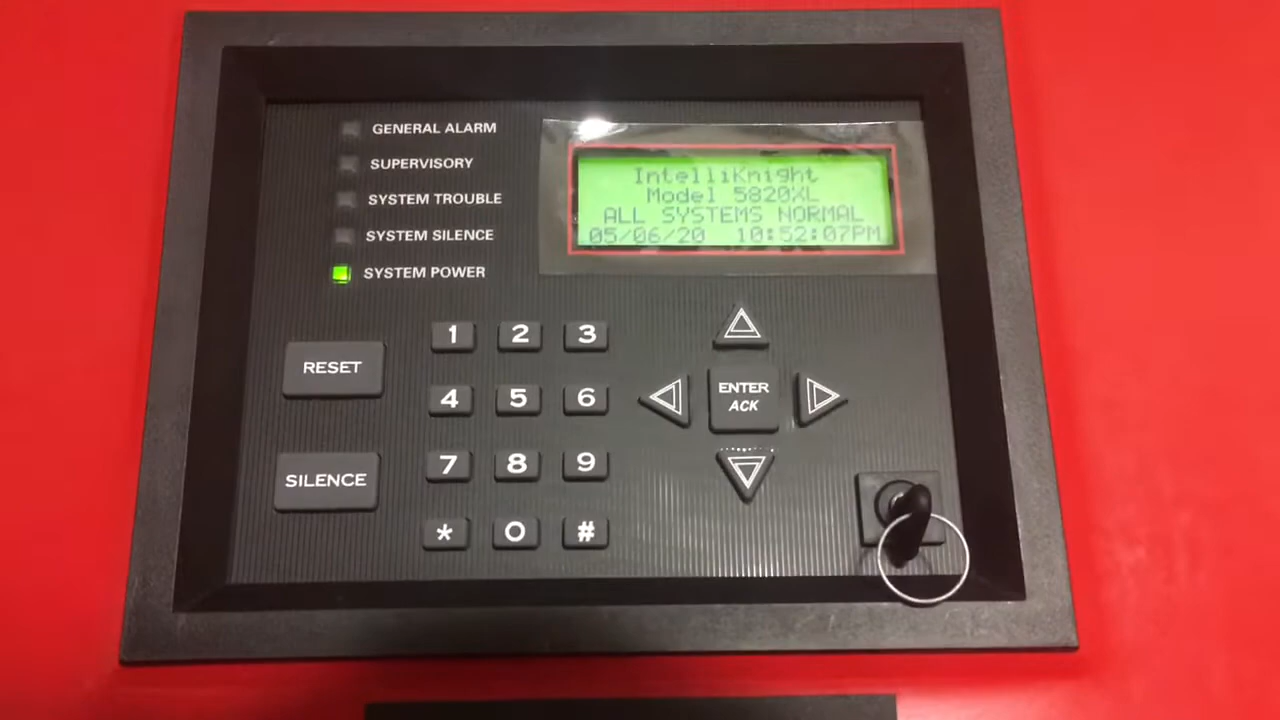 GENERAL ALARM
SUPERVISORY
SYSTEM TROUBLE
SYSTEM SILENCE
SYSTEM POWER
IntelliKnight
Model 5820XL
ALL SYSTEMS NORMAL
05/06/20 10:52:07PM
RESET
SILENCE
1 2 3
4 5 6
7 8 9
* 0 #
ENTER
ACK